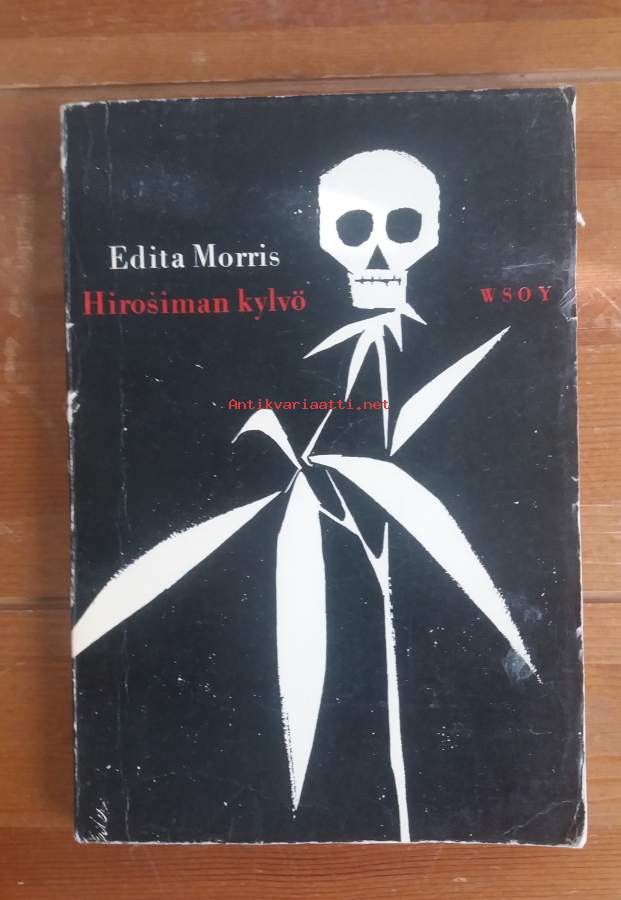 Edita Morris
Hirošiman kylvö
WSOY
Antikvariaatti.net